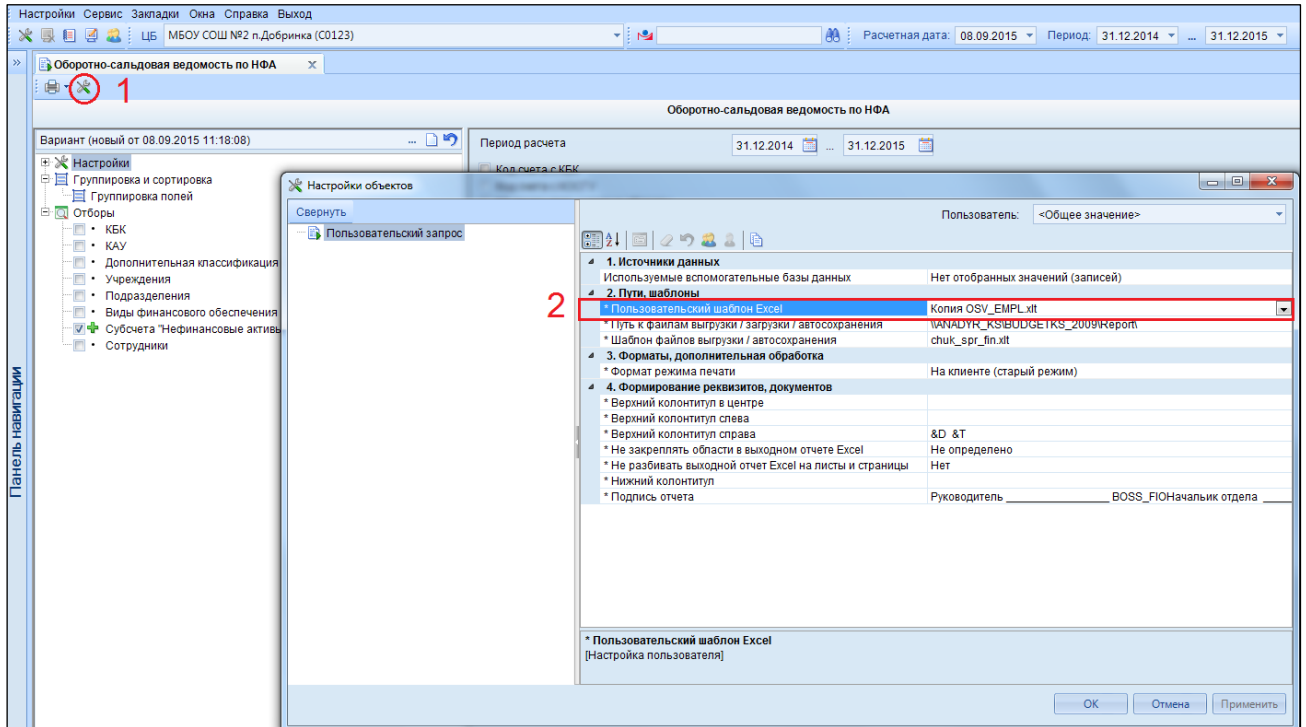 Настройки Сервис Закладки Окна Справка Выход
ЦБ МБОУ СОШ №2 п.Добринка (С0123) Расчетная дата: 08.09.2015 Период: 31.12.2014 ... 31.12.2015
» Оборотно-сальдовая ведомость по НФА x
1
Оборотно-сальдовая ведомость по НФА
Вариант (новый от 08.09.2015 11:18:08) ...
Период расчета 31.12.2014 ... 31.12.2015
Код счета с КБК
Настройки
Группировка и сортировка
Группировка полей
Отборы
КБК
КАУ
Дополнительная классификация
Учреждения
Подразделения
Виды финансового обеспечения
Субсчета "Нефинансовые активы
Сотрудники
Панель навигации
Настройки объектов
Свернуть
Пользовательский запрос
Пользователь: <Общее значение>
1. Источники данных
Используемые вспомогательные базы данных Нет отобранных значений (записей)
2. Пути, шаблоны
2
* Пользовательский шаблон Excel Копия OSV_EMPL.xlt
* Путь к файлам выгрузки / загрузки / автосохранения \\ANADYR_KS\BUDGETKS_2009\Report\
* Шаблон файлов выгрузки / автосохранения chuk_spr_fin.xlt
3. Форматы, дополнительная обработка
* Формат режима печати На клиенте (старый режим)
4. Формирование реквизитов, документов
* Верхний колонтитул в центре
* Верхний колонтитул слева
* Верхний колонтитул справа &D &T
* Не закреплять области в выходном отчете Excel Не определено
* Не разбивать выходной отчет Excel на листы и страницы Нет
* Нижний колонтитул
* Подпись отчета Руководитель __________________ BOSS_FIOНачальик отдела _____
* Пользовательский шаблон Excel
[Настройка пользователя]
ОК Отмена Применить